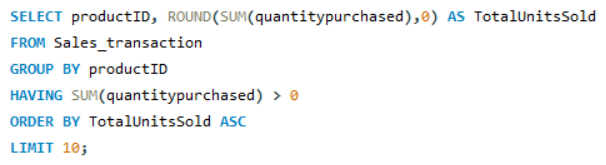 SELECT productID, ROUND(SUM(quantitypurchased),0) AS TotalUnitsSold
FROM Sales_transaction
GROUP BY productID
HAVING SUM(quantitypurchased) > 0
ORDER BY TotalUnitsSold ASC
LIMIT 10;